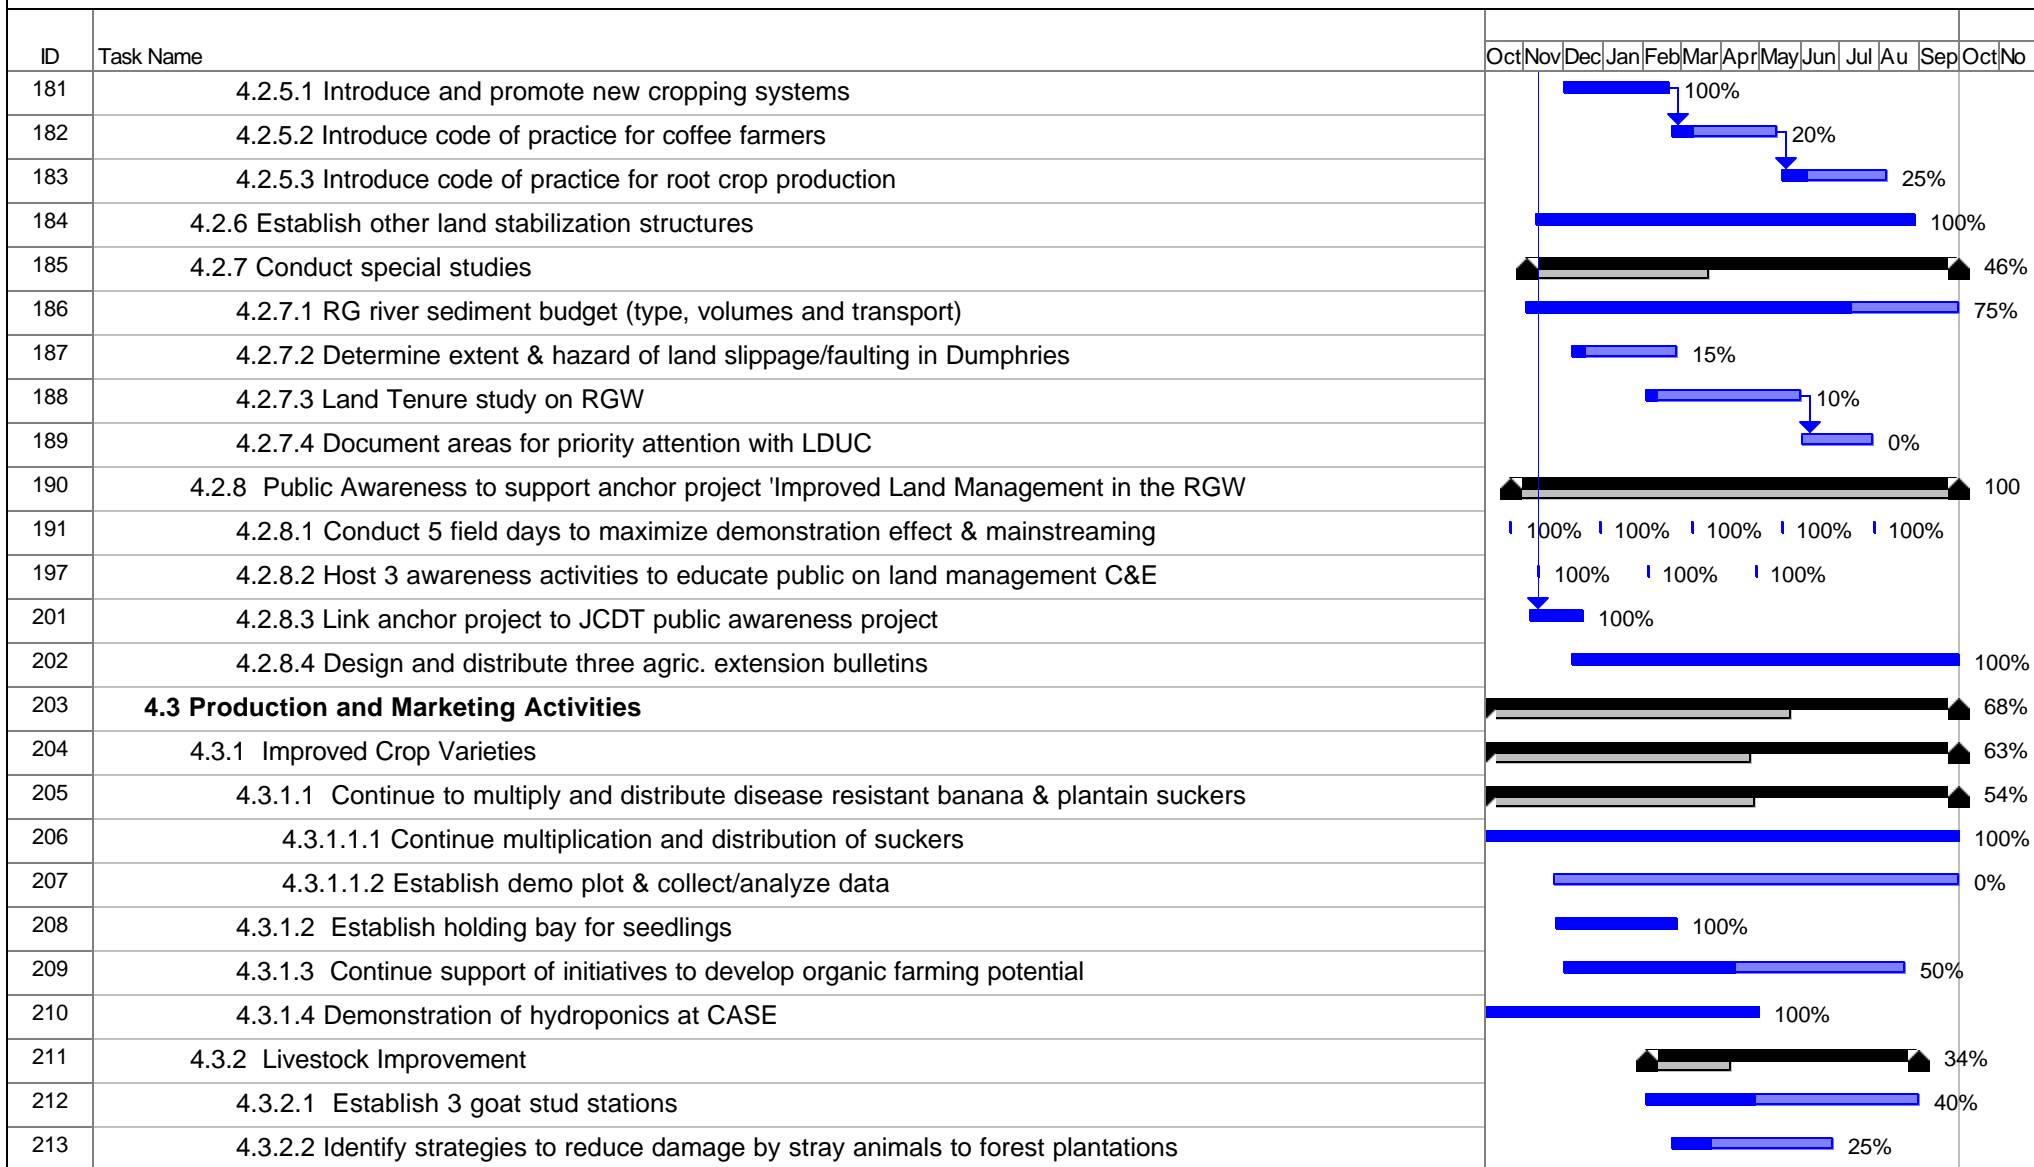 ID Task Name Oct Nov Dec Jan Feb Mar Apr May Jun Jul Au Sep Oct No
181 4.2.5.1 Introduce and promote new cropping systems 100%
182 4.2.5.2 Introduce code of practice for coffee farmers 20%
183 4.2.5.3 Introduce code of practice for root crop production 25%
184 4.2.6 Establish other land stabilization structures 100%
185 4.2.7 Conduct special studies 46%
186 4.2.7.1 RG river sediment budget (type, volumes and transport) 75%
187 4.2.7.2 Determine extent & hazard of land slippage/faulting in Dumphries 15%
188 4.2.7.3 Land Tenure study on RGW 10%
189 4.2.7.4 Document areas for priority attention with LDUC 0%
190 4.2.8 Public Awareness to support anchor project 'Improved Land Management in the RGW 100
191 4.2.8.1 Conduct 5 field days to maximize demonstration effect & mainstreaming 100% 100% 100% 100% 100%
197 4.2.8.2 Host 3 awareness activities to educate public on land management C&E 100% 100% 100%
201 4.2.8.3 Link anchor project to JCDT public awareness project 100%
202 4.2.8.4 Design and distribute three agric. extension bulletins 100%
203 4.3 Production and Marketing Activities 68%
204 4.3.1 Improved Crop Varieties 63%
205 4.3.1.1 Continue to multiply and distribute disease resistant banana & plantain suckers 54%
206 4.3.1.1.1 Continue multiplication and distribution of suckers 100%
207 4.3.1.1.2 Establish demo plot & collect/analyze data 0%
208 4.3.1.2 Establish holding bay for seedlings 100%
209 4.3.1.3 Continue support of initiatives to develop organic farming potential 50%
210 4.3.1.4 Demonstration of hydroponics at CASE 100%
211 4.3.2 Livestock Improvement 34%
212 4.3.2.1 Establish 3 goat stud stations 40%
213 4.3.2.2 Identify strategies to reduce damage by stray animals to forest plantations 25%